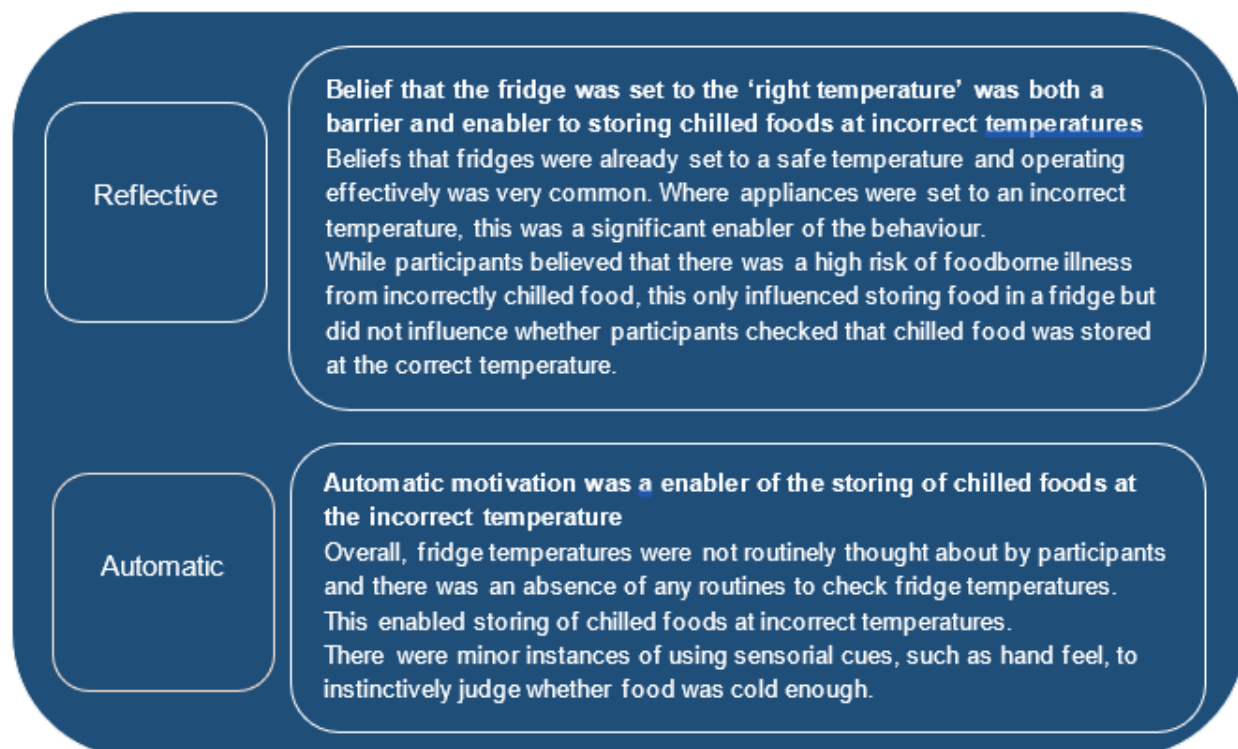 Reflective
Belief that the fridge was set to the ‘right temperature’ was both a
barrier and enabler to storing chilled foods at incorrect temperatures
Beliefs that fridges were already set to a safe temperature and operating
effectively was very common. Where appliances were set to an incorrect
temperature, this was a significant enabler of the behaviour.
While participants believed that there was a high risk of foodborne illness
from incorrectly chilled food, this only influenced storing food in a fridge but
did not influence whether participants checked that chilled food was stored
at the correct temperature.
Automatic
Automatic motivation was a enabler of the storing of chilled foods at
the incorrect temperature
Overall, fridge temperatures were not routinely thought about by participants
and there was an absence of any routines to check fridge temperatures.
This enabled storing of chilled foods at incorrect temperatures.
There were minor instances of using sensorial cues, such as hand feel, to
instinctively judge whether food was cold enough.